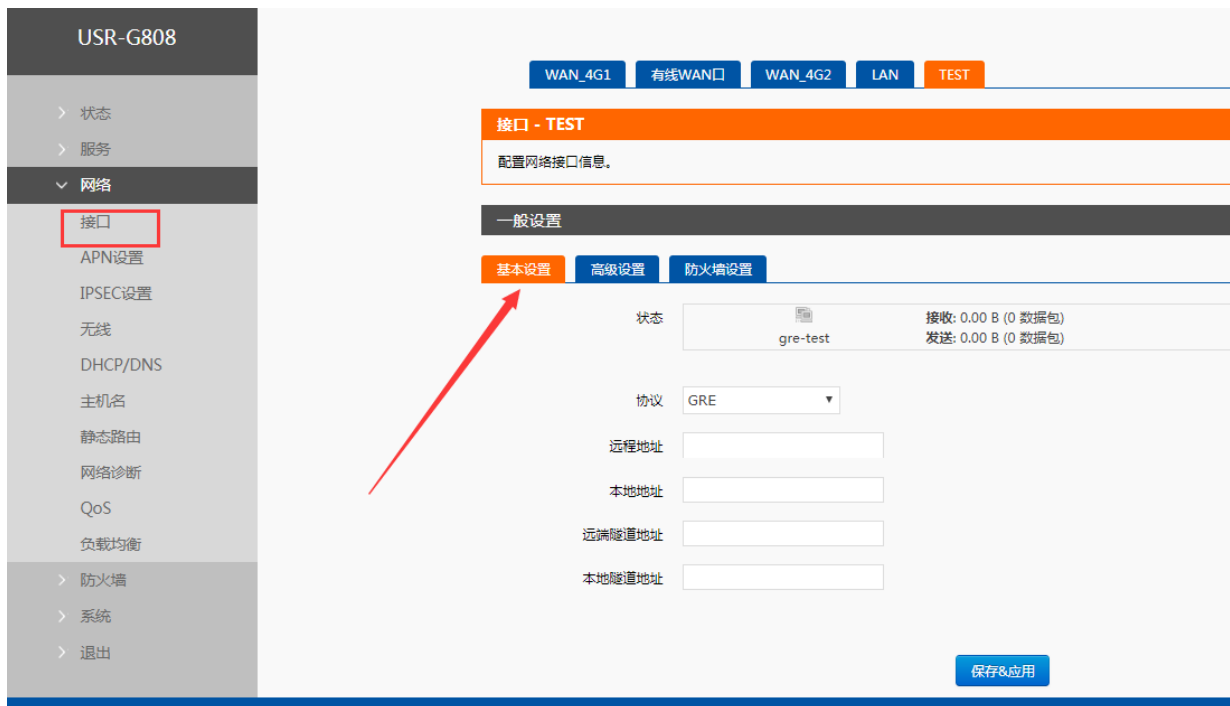 USR-G808
状态
服务
网络
接口
APN设置
IPSEC设置
无线
DHCP/DNS
主机名
静态路由
网络诊断
QoS
负载均衡
防火墙
系统
退出
WAN_4G1 有线WAN口 WAN_4G2 LAN TEST
接口 - TEST
配置网络接口信息。
一般设置
基本设置 高级设置 防火墙设置
状态
gre-test
接收: 0.00 B (0 数据包)
发送: 0.00 B (0 数据包)
协议 GRE
远程地址
本地地址
远端隧道地址
本地隧道地址
保存&应用